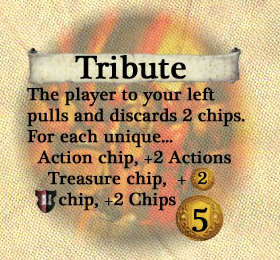 Tribute
The player to your left
pulls and discards 2 chips.
For each unique...
Action chip, +2 Actions
Treasure chip, + 2
chip, +2 Chips
5